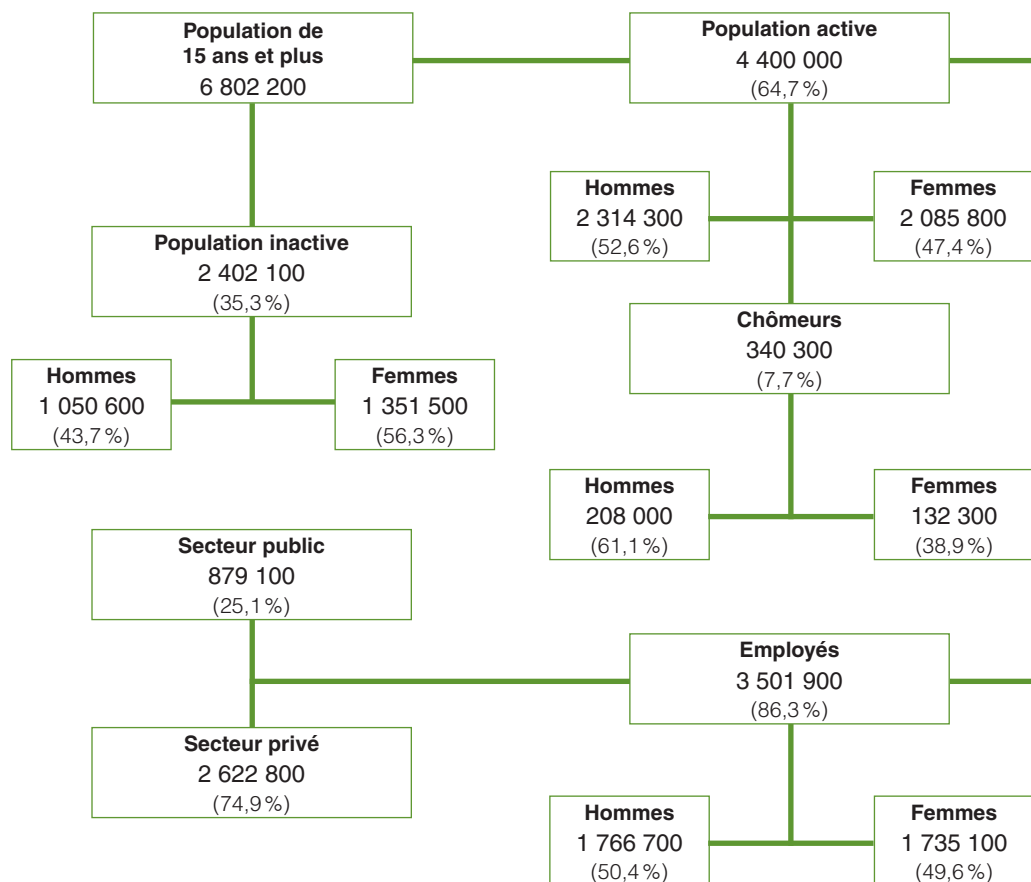 Population de
15 ans et plus
6 802 200
Population active
4 400 000
(64,7 %)
Hommes
2 314 300
(52,6 %)
Femmes
2 085 800
(47,4 %)
Population inactive
2 402 100
(35,3 %)
Chômeurs
340 300
(7,7 %)
Hommes
1 050 600
(43,7 %)
Femmes
1 351 500
(56,3 %)
Hommes
208 000
(61,1 %)
Femmes
132 300
(38,9 %)
Secteur public
879 100
(25,1 %)
Employés
3 501 900
(86,3 %)
Secteur privé
2 622 800
(74,9 %)
Hommes
1 766 700
(50,4 %)
Femmes
1 735 100
(49,6 %)